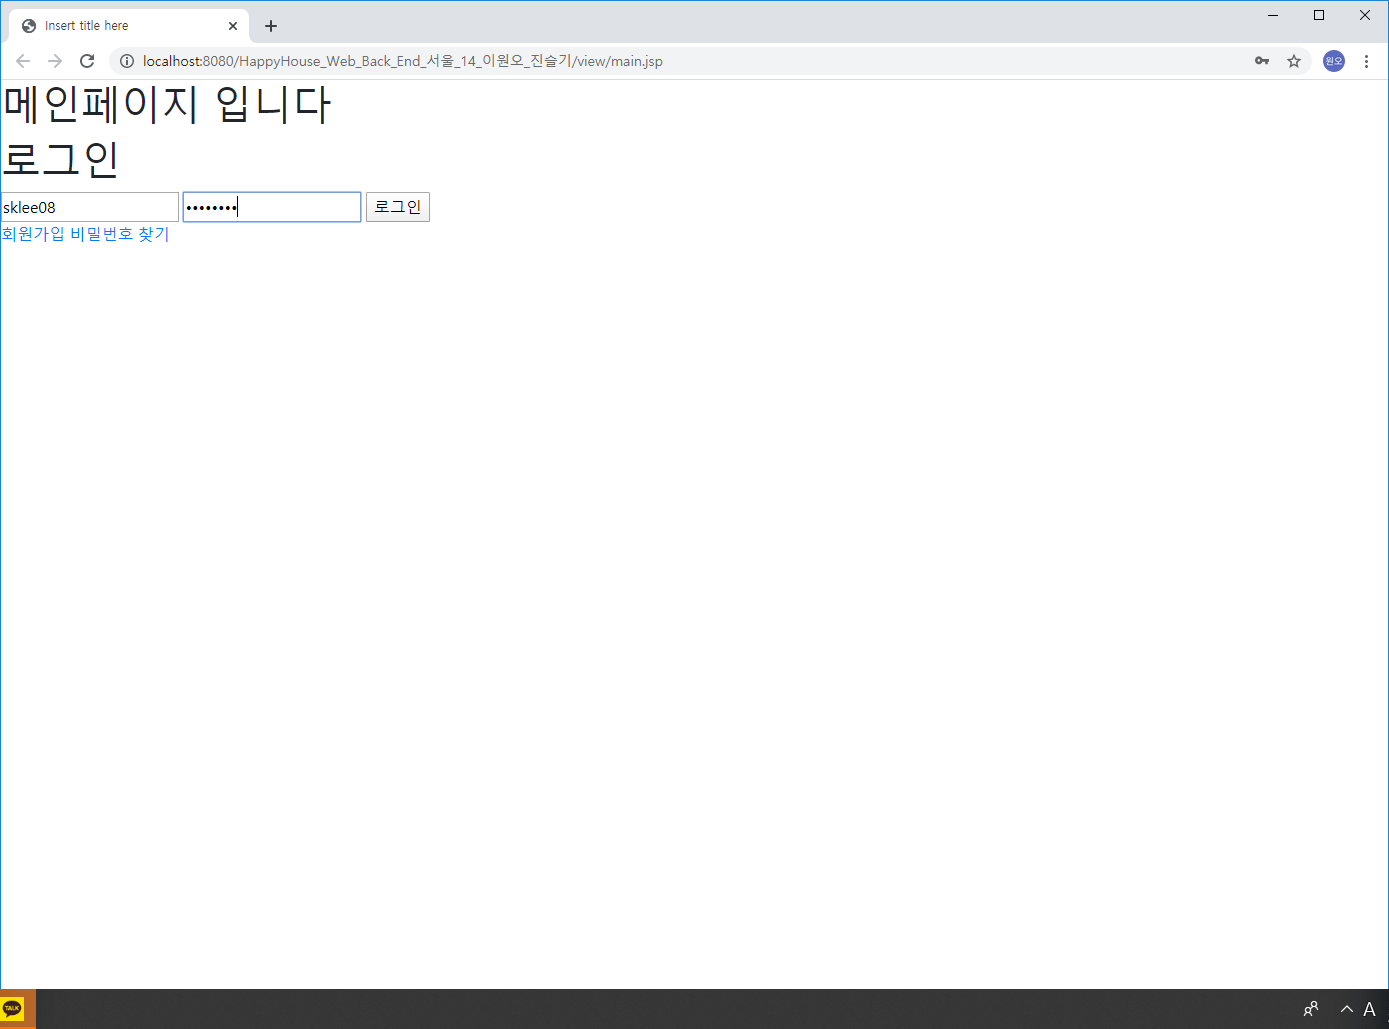 Insert title here
localhost:8080/HappyHouse_Web_Back_End_서울_14_이원오_진슬기/view/main.jsp
원오
메인페이지 입니다
로그인
sklee08 •••••••• 로그인
회원가입 비밀번호 찾기
TALK
A